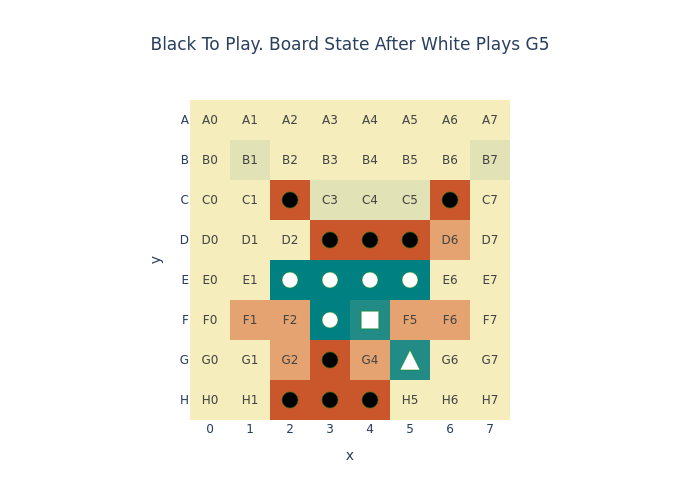 Black To Play. Board State After White Plays G5
A A0 A1 A2 A3 A4 A5 A6 A7
B B0 B1 B2 B3 B4 B5 B6 B7
C C0 C1 C3 C4 C5 C7
D D0 D1 D2 D6 D7
y
E E0 E1 E6 E7
F F0 F1 F2 F5 F6 F7
G G0 G1 G2 G4 G6 G7
H H0 H1 H5 H6 H7
0 1 2 3 4 5 6 7
x